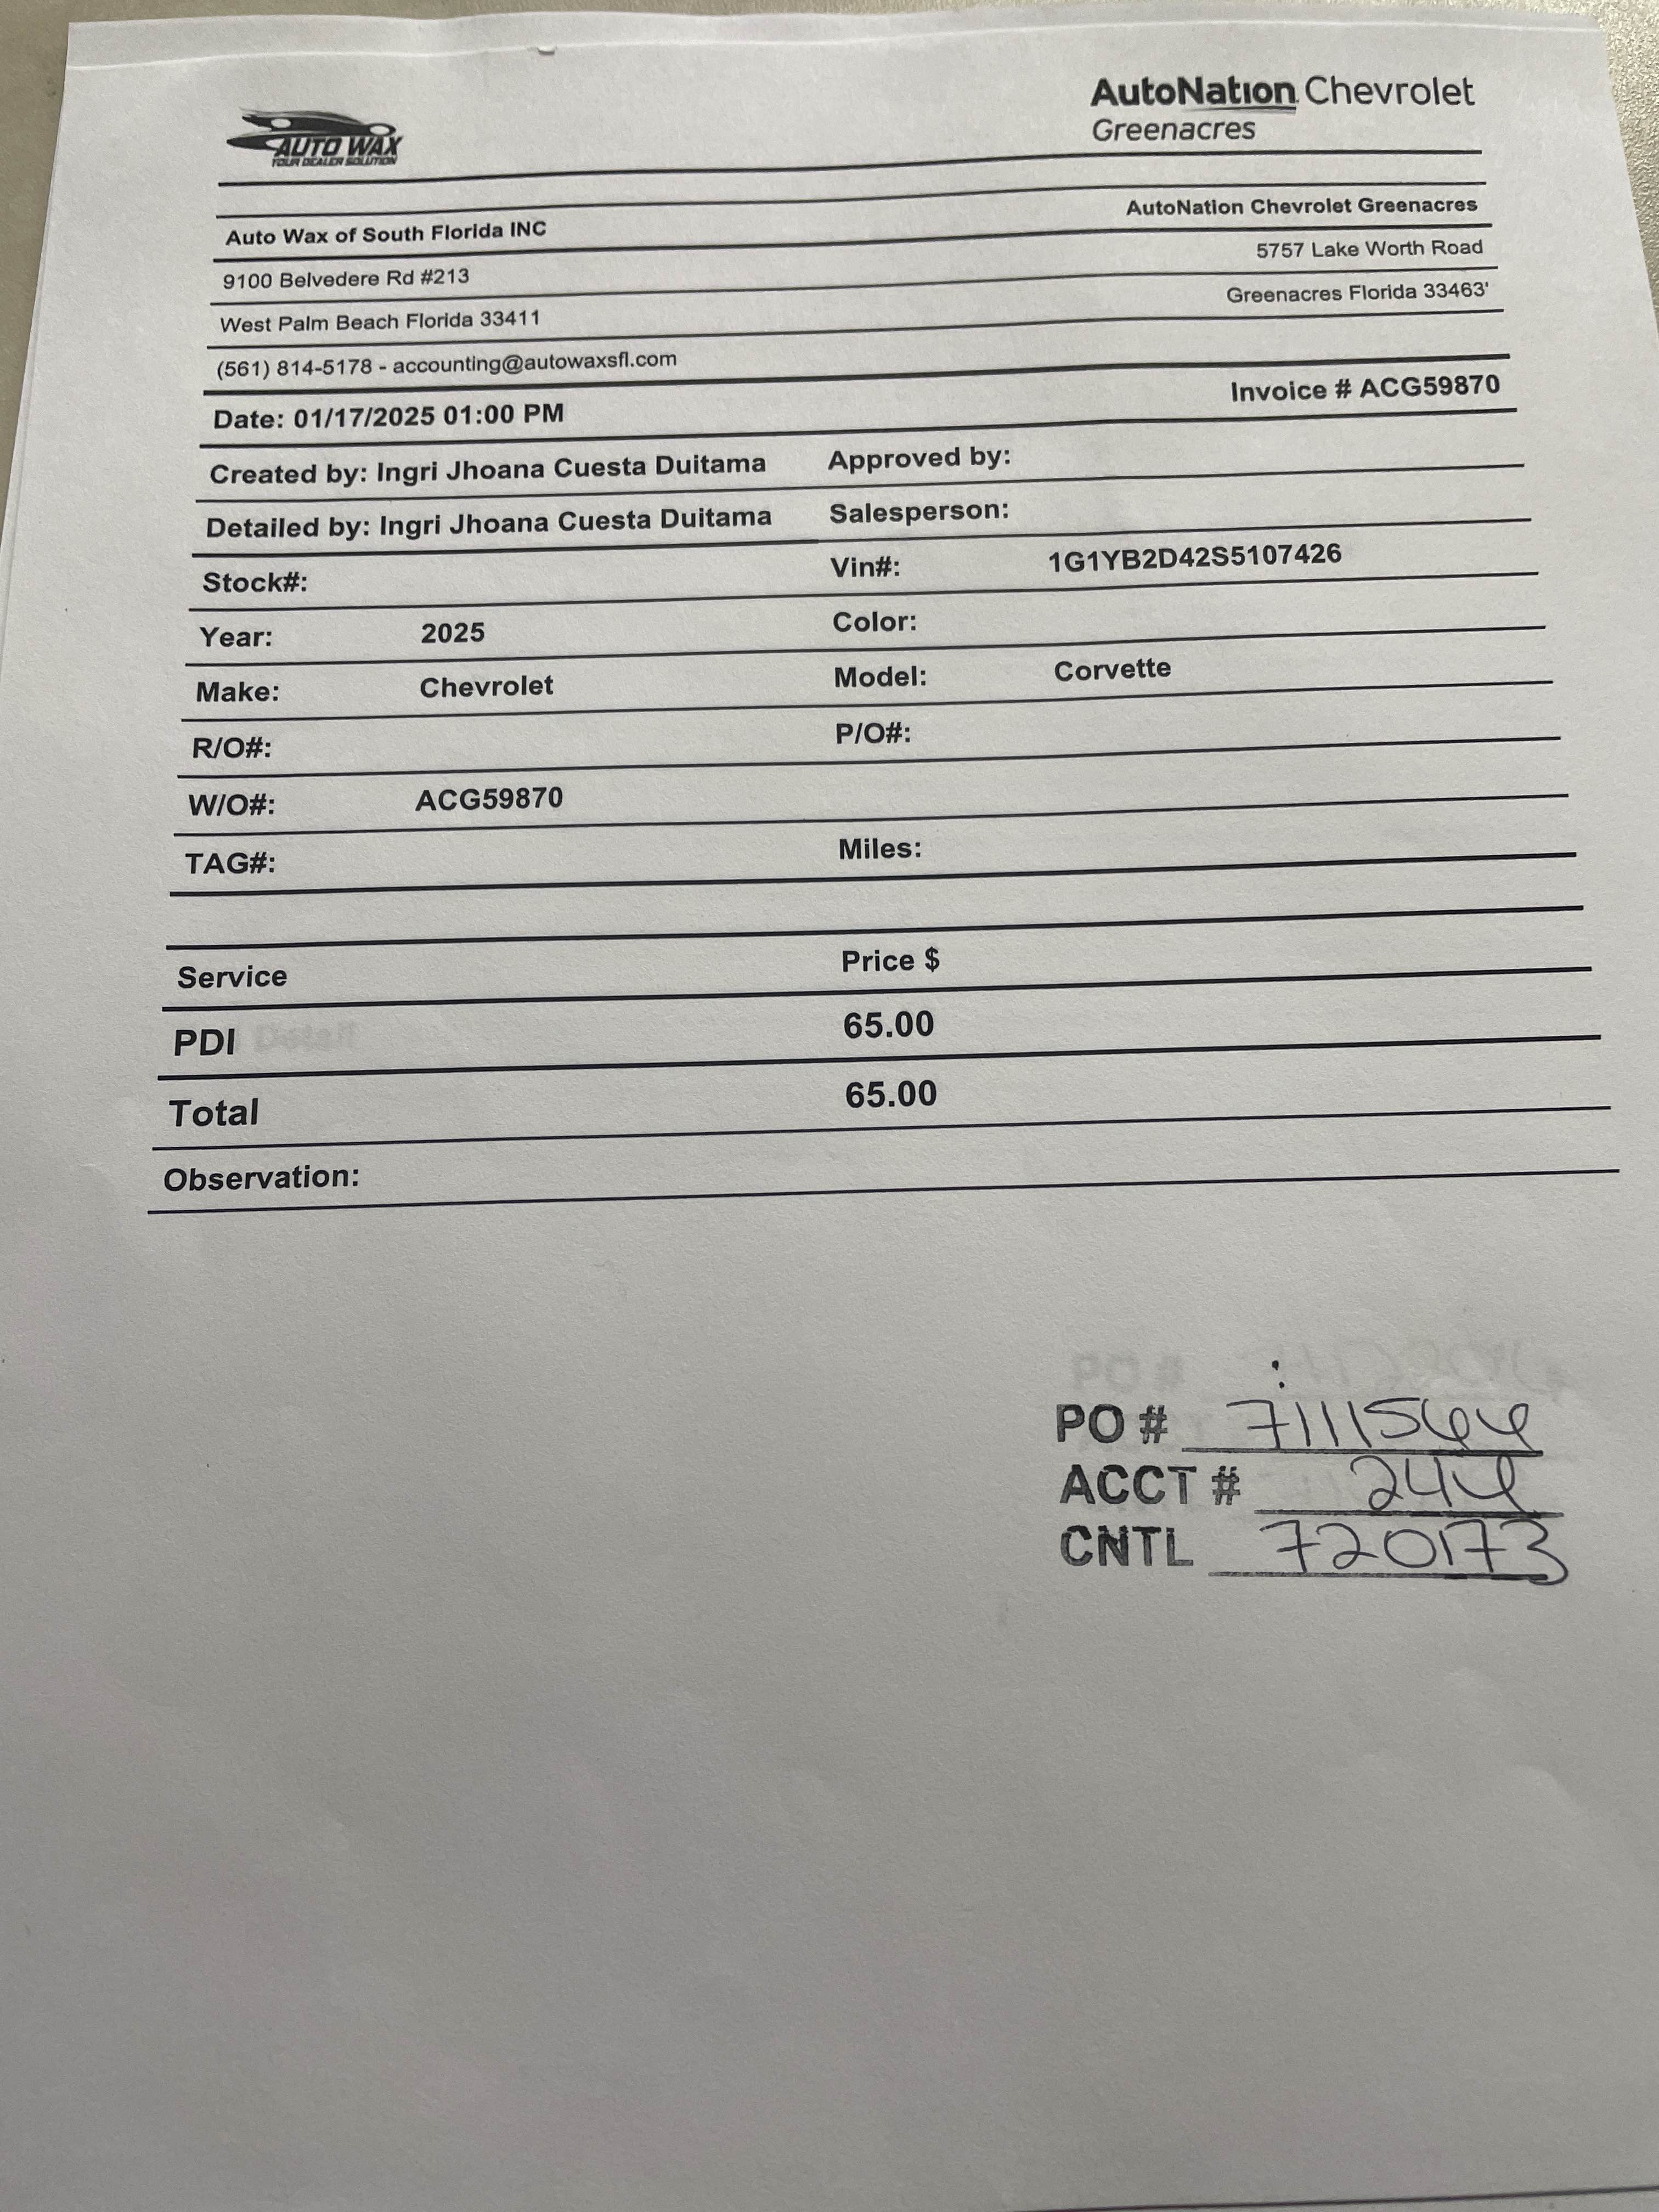 AUTO WAX
YOUR DEALER SOLUTION
AutoNation Chevrolet
Greenacres
Auto Wax of South Florida INC AutoNation Chevrolet Greenacres
9100 Belvedere Rd #213 5757 Lake Worth Road
West Palm Beach Florida 33411 Greenacres Florida 33463'
(561) 814-5178 - accounting@autowaxsfl.com
Date: 01/17/2025 01:00 PM Invoice # ACG59870
Created by: Ingri Jhoana Cuesta Duitama Approved by:
Detailed by: Ingri Jhoana Cuesta Duitama Salesperson:
Stock#: Vin#: 1G1YB2D42S5107426
Year: 2025 Color:
Make: Chevrolet Model: Corvette
R/O#: P/O#:
W/O#: ACG59870
TAG#: Miles:
Service Price $
PDI 65.00
Total 65.00
Observation:
PO # 7111544
ACCT # 244
CNTL 720173